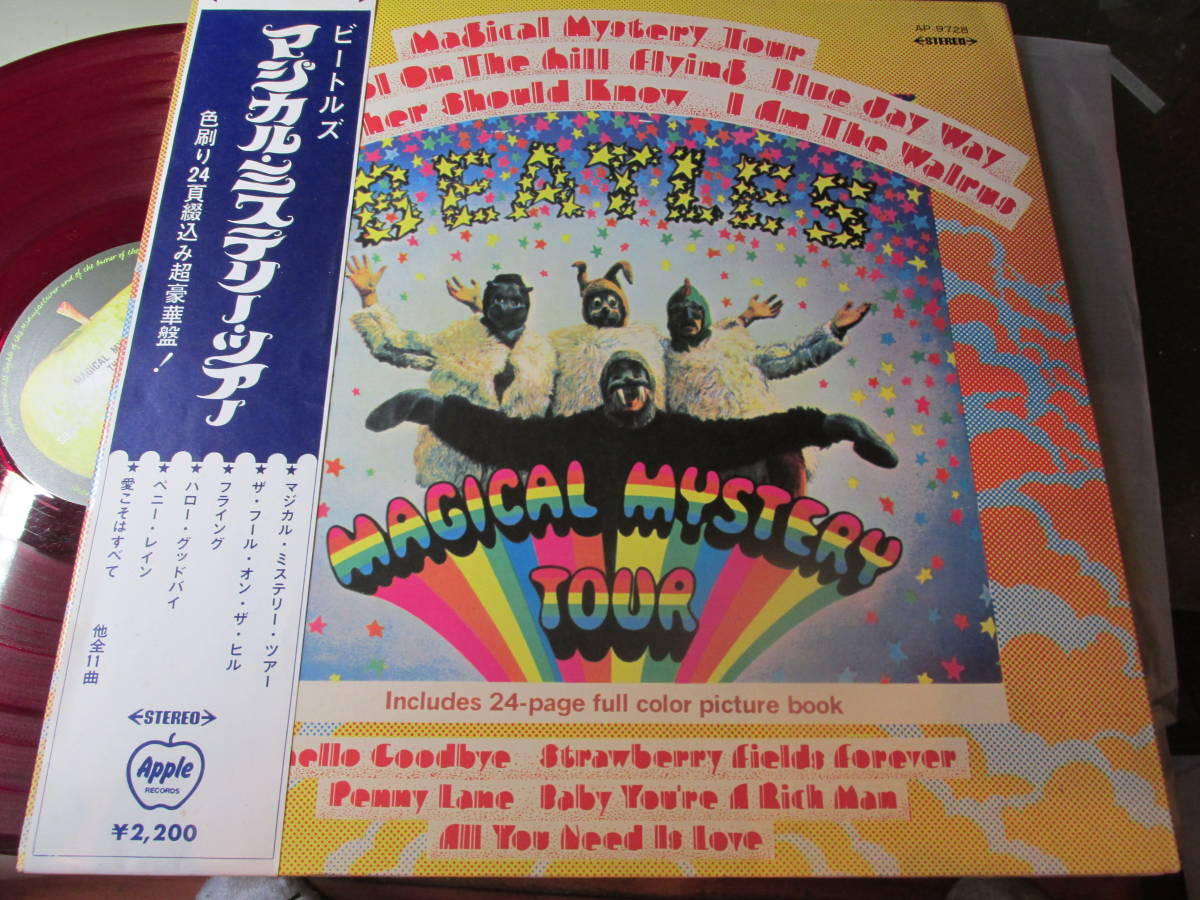 ビートルズ
マジカル・ミステリー・ツアー
色刷り24頁綴込み超豪華盤!
★マジカル・ミステリー・ツアー
★ザ・フール・オン・ザ・ヒル
★フライング
★ハロー・グッドバイ
★ペニー・レイン
★愛こそはすべて
他全11曲
STEREO
Apple
RECORDS
¥2,200
AP-9728
STEREO
Magical Mystery Tour
On The Hill Flying Blue Jay Way
Should Know I Am The Walrus
BEATLES
MAGICAL MYSTERY
TOUR
Includes 24-page full color picture book
Hello Goodbye Strawberry Fields Forever
Penny Lane Baby You're A Rich Man
All You Need Is Love
MAGICAL